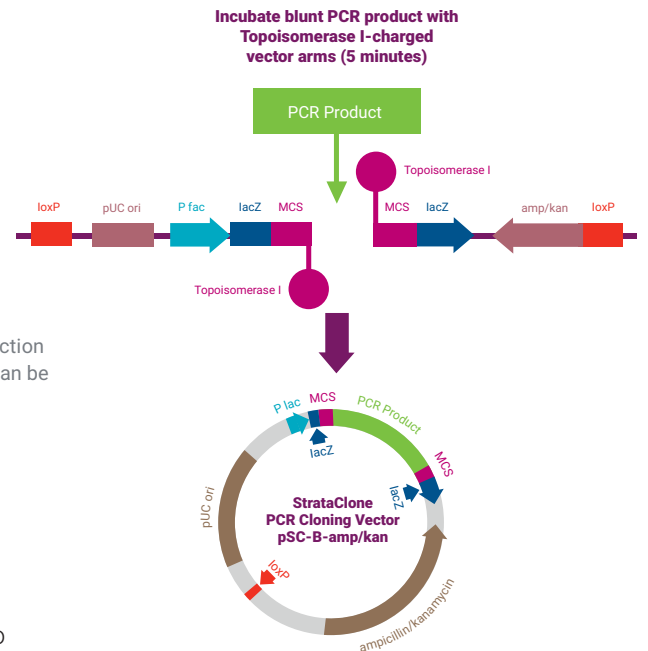 Incubate blunt PCR product with
Topoisomerase I-charged
vector arms (5 minutes)
PCR Product
Topoisomerase I
loxP
pUC ori
P fac
lacZ
MCS
MCS
lacZ
amp/kan
loxP
Topoisomerase I
ction
an be
P lac
MCS
PCR Product
lacZ
MCS
lacZ
pUC ori
StrataClone
PCR Cloning Vector
pSC-B-amp/kan
loxP
ampicillin/kanamycin